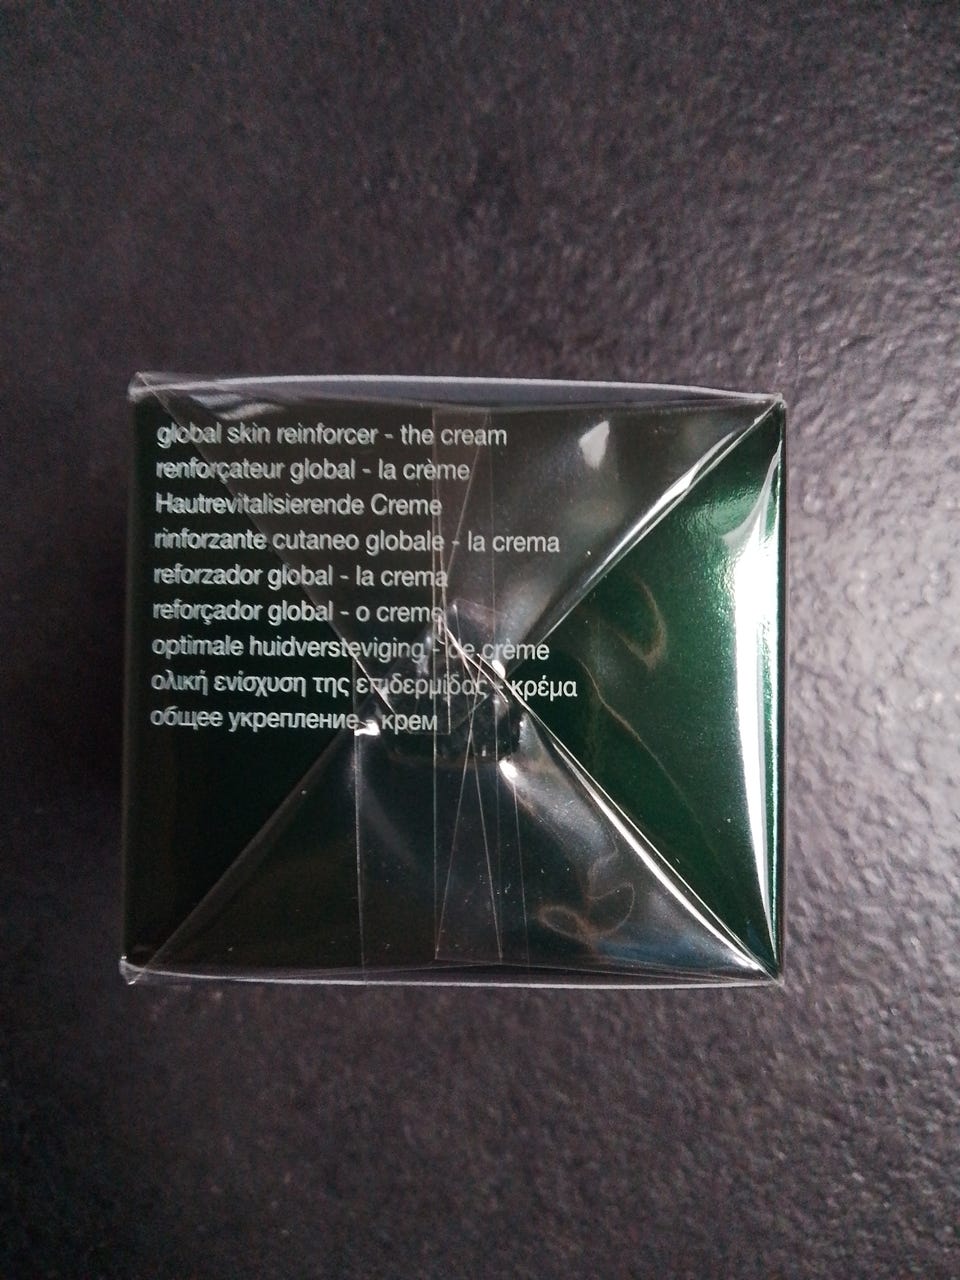 global skin reinforcer - the cream
renforçateur global - la crème
Hautrevitalisierende Creme
rinforzante cutaneo globale - la crema
reforzador global - la crema
reforçador global - o creme
optimale huidversteviging - de crème
ολική ενίσχυση της επιδερμίδας - κρέμα
общее укрепление - крем